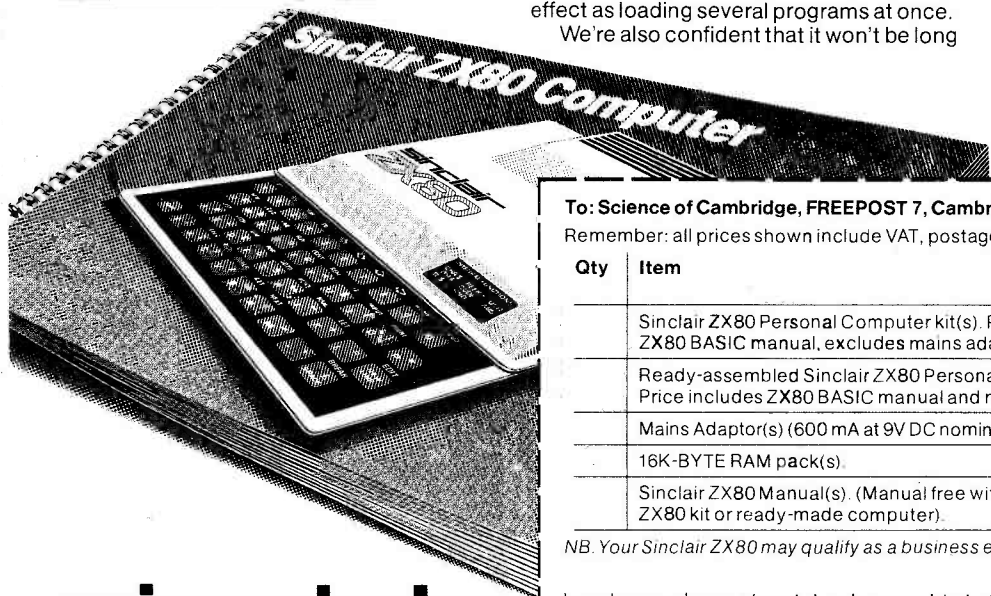 effect as loading several programs at once.
We're also confident that it won't be long
Sinclair ZX80 Computer
sinclair
ZX80
To: Science of Cambridge, FREEPOST 7, Camb
Remember: all prices shown include VAT, postage
Qty Item
Sinclair ZX80 Personal Computer kit(s).
ZX80 BASIC manual, excludes mains ada
Ready-assembled Sinclair ZX80 Persona
Price includes ZX80 BASIC manual and
Mains Adaptor(s) (600 mA at 9V DC nomin
16K-BYTE RAM pack(s).
Sinclair ZX80 Manual(s). (Manual free wi
ZX80 kit or ready-made computer).
NB. Your Sinclair ZX80 may qualify as a business e